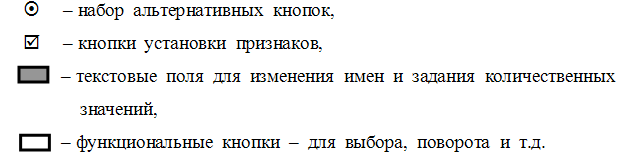 – набор альтернативных кнопок,
– кнопки установки признаков,
– текстовые поля для изменения имен и задания количественных
значений,
– функциональные кнопки – для выбора, поворота и т.д.